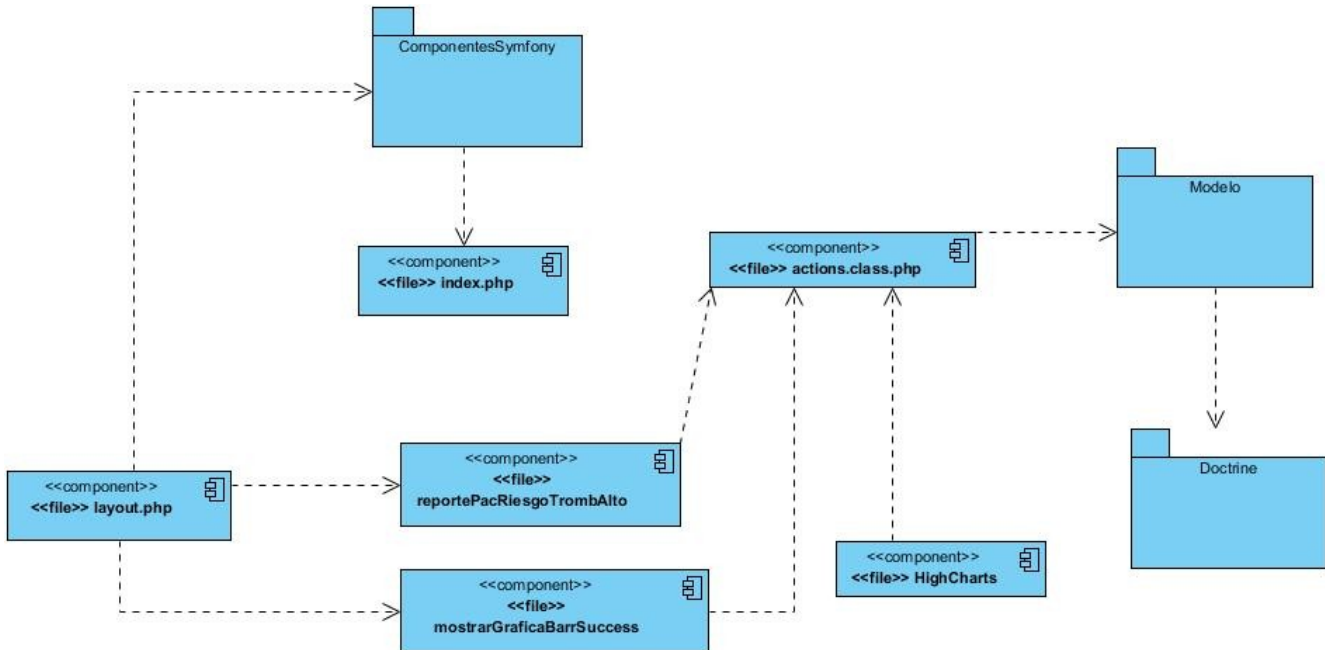 ComponentesSymfony
Modelo
<<component>>
<<file>> actions.class.php
<<component>>
<<file>> index.php
Doctrine
<<component>>
<<file>>
reportePacRiesgoTrombAlto
<<component>>
<<file>> layout.php
<<component>>
<<file>> HighCharts
<<component>>
<<file>>
mostrarGraficaBarrSuccess